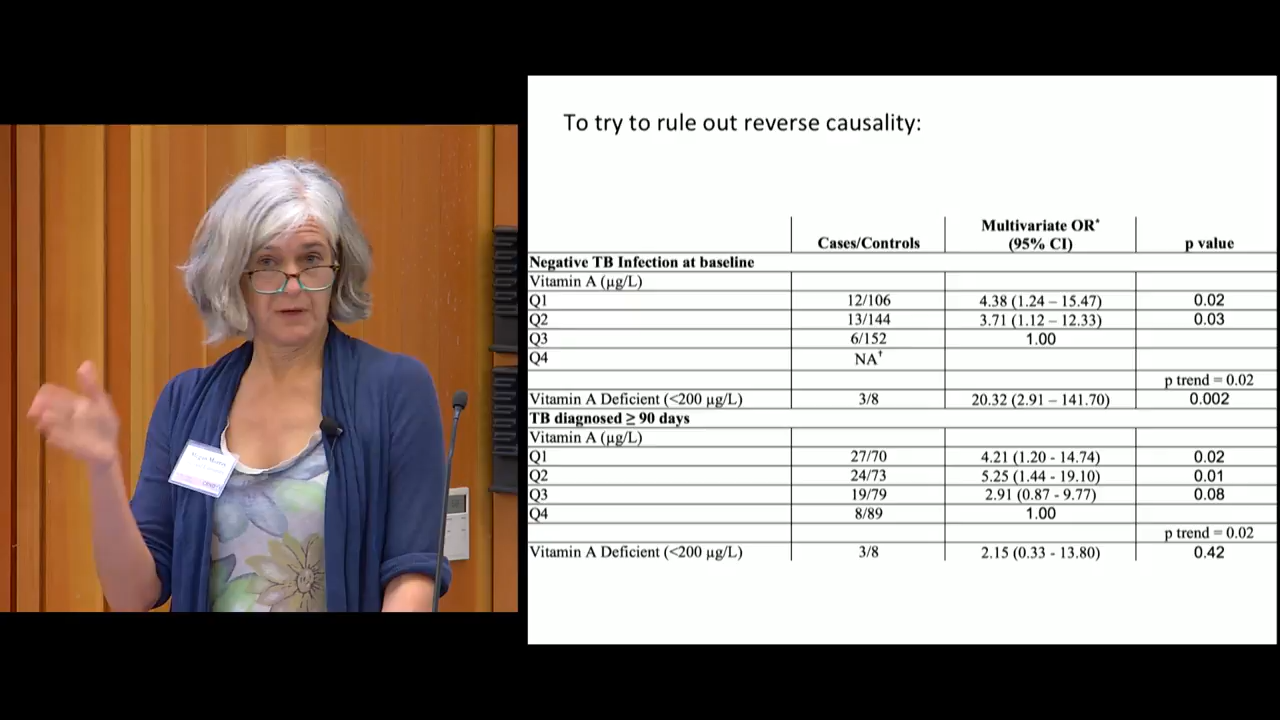 To try to rule out reverse causality:
Cases/Controls Multivariate OR* (95% CI) p value
Negative TB Infection at baseline
Vitamin A (µg/L)
Q1 12/106 4.38 (1.24 – 15.47) 0.02
Q2 13/144 3.71 (1.12 – 12.33) 0.03
Q3 6/152 1.00
Q4 NA†
p trend = 0.02
Vitamin A Deficient (<200 µg/L) 3/8 20.32 (2.91 – 141.70) 0.002
TB diagnosed ≥ 90 days
Vitamin A (µg/L)
Q1 27/70 4.21 (1.20 - 14.74) 0.02
Q2 24/73 5.25 (1.44 - 19.10) 0.01
Q3 19/79 2.91 (0.87 - 9.77) 0.08
Q4 8/89 1.00
p trend = 0.02
Vitamin A Deficient (<200 µg/L) 3/8 2.15 (0.33 - 13.80) 0.42